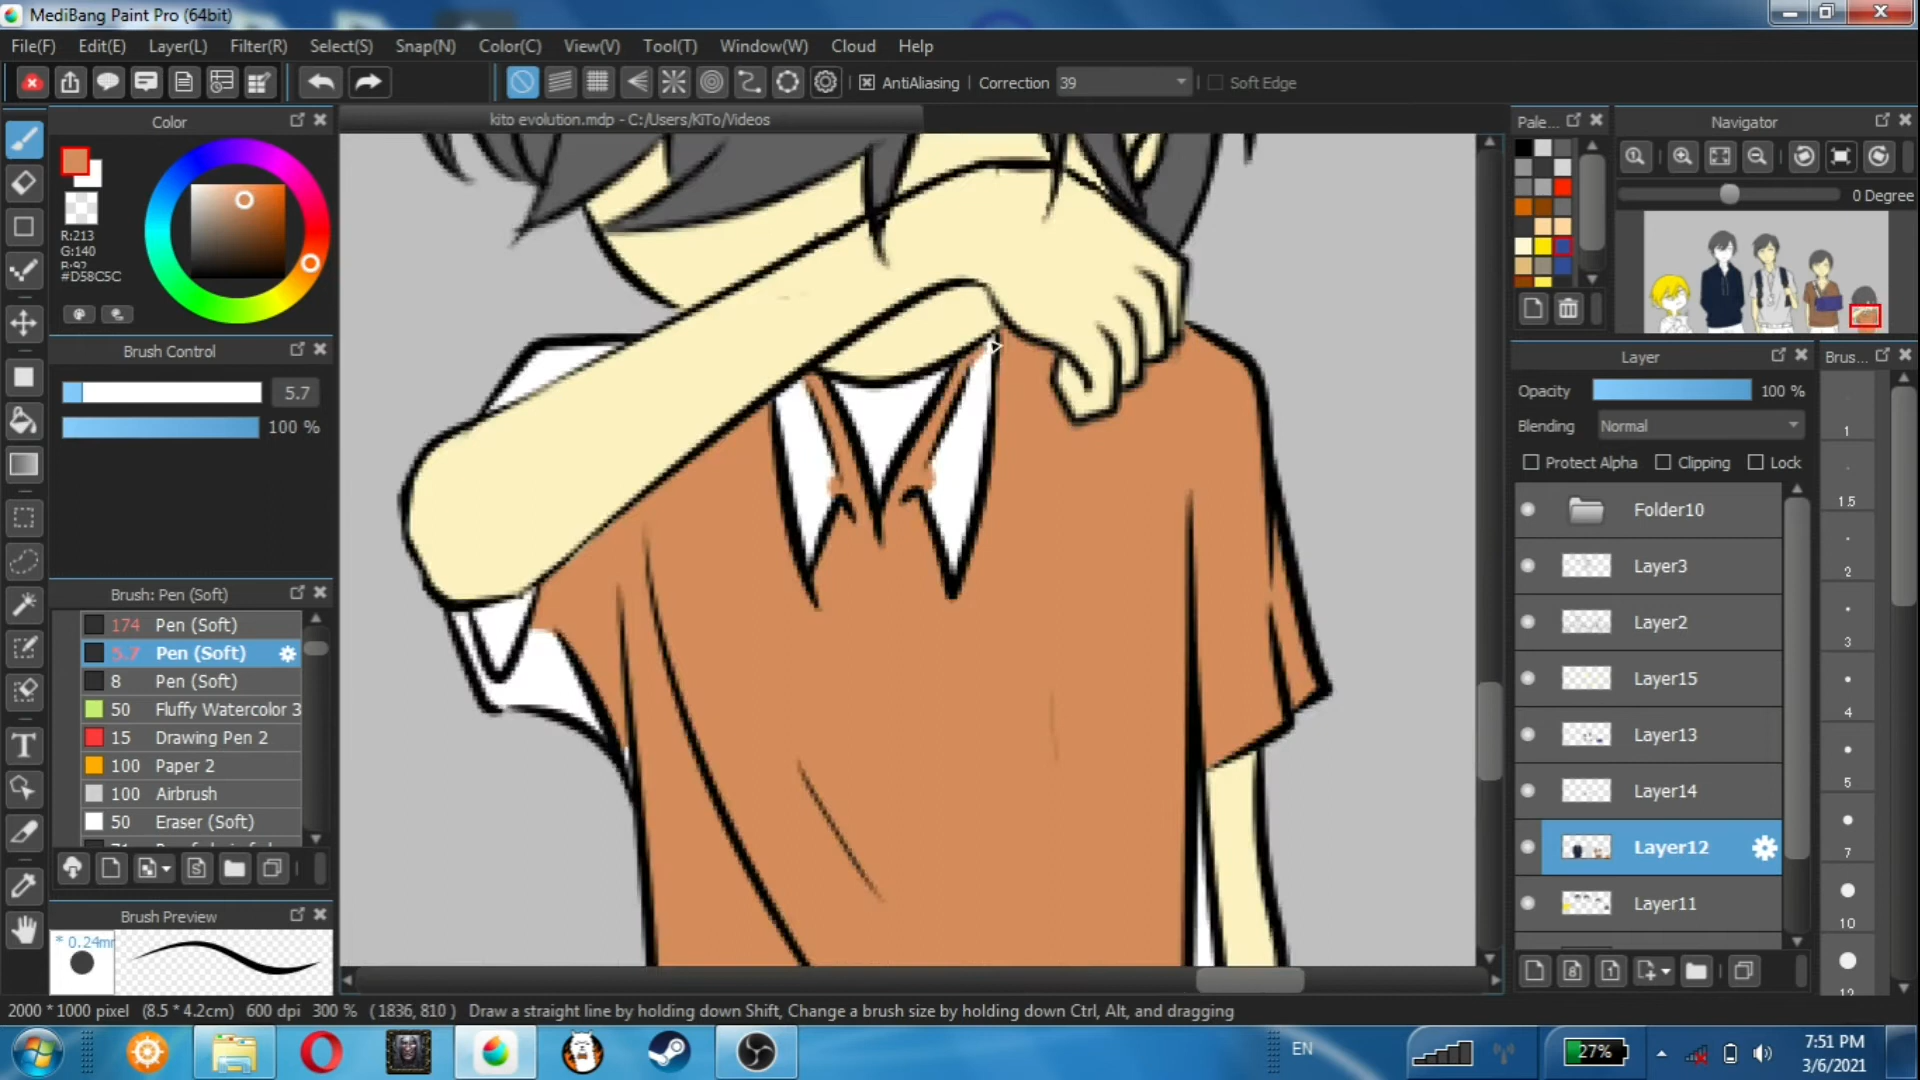 MediBang Paint Pro (64bit)
File(F) Edit(E) Layer(L) Filter(R) Select(S) Snap(N) Color(C) View(V) Tool(T) Window(W) Cloud Help
AntiAliasing Correction 39 Soft Edge
kito evolution.mdp - C:/Users/KiTo/Videos
Color
R:213
G:140
B:92
#D58C5C
Brush Control
5.7
100 %
Brush: Pen (Soft)
174 Pen (Soft)
5.7 Pen (Soft)
8 Pen (Soft)
50 Fluffy Watercolor 3
15 Drawing Pen 2
100 Paper 2
100 Airbrush
50 Eraser (Soft)
Brush Preview
* 0.24mm
Pale...
Navigator
0 Degree
Layer
Opacity 100 %
Blending Normal
Protect Alpha Clipping Lock
Folder10
Layer3
Layer2
Layer15
Layer13
Layer14
Layer12
Layer11
Brus...
1
1.5
2
3
4
5
7
10
12
2000 * 1000 pixel (8.5 * 4.2cm) 600 dpi 300 % ( 1836, 810 ) Draw a straight line by holding down Shift, Change a brush size by holding down Ctrl, Alt, and dragging
EN
27%
7:51 PM
3/6/2021